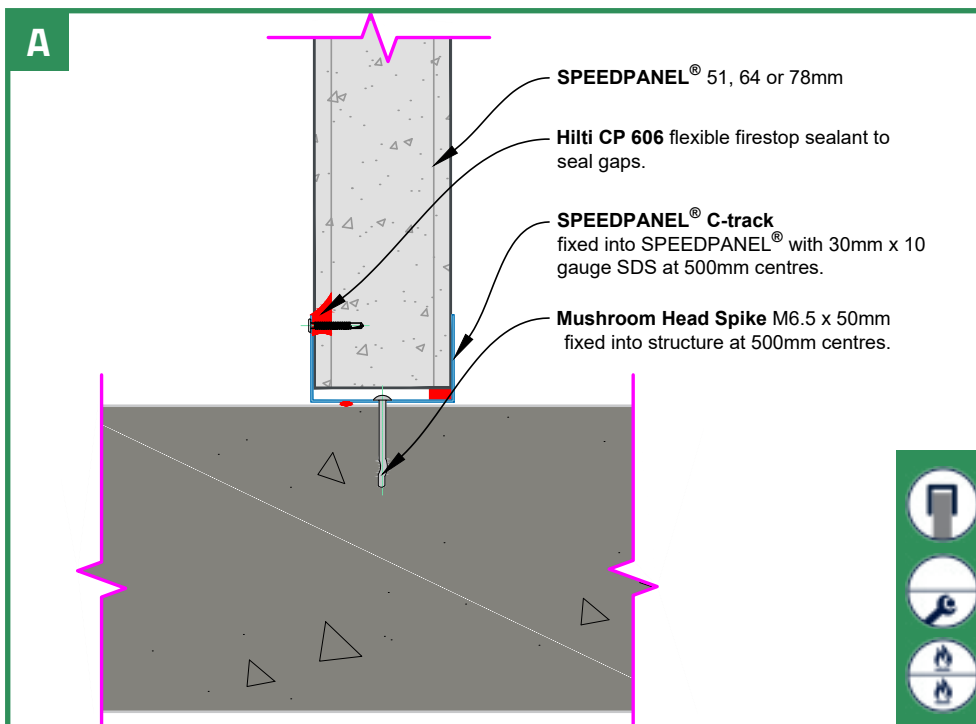 A
SPEEDPANEL® 51, 64 or 78mm
Hilti CP 606 flexible firestop sealant to
seal gaps.
SPEEDPANEL® C-track
fixed into SPEEDPANEL® with 30mm x 10
gauge SDS at 500mm centres.
Mushroom Head Spike M6.5 x 50mm
fixed into structure at 500mm centres.